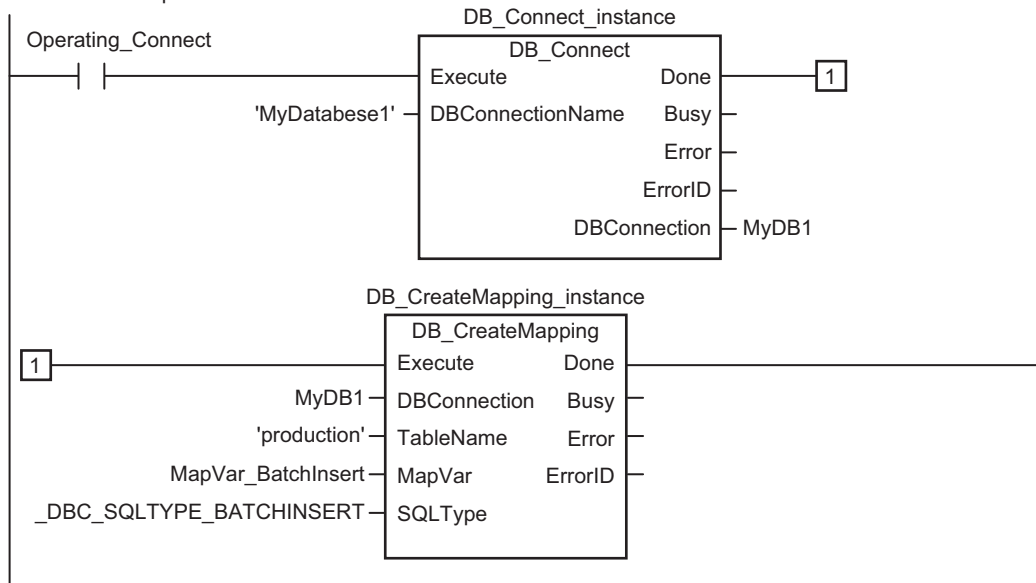 DB_Connect_instance
Operating_Connect
DB_Connect
Execute Done 1
'MyDatabese1' DBConnectionName Busy
Error
ErrorID
DBConnection MyDB1
DB_CreateMapping_instance
DB_CreateMapping
1 Execute Done
MyDB1 DBConnection Busy
'production' TableName Error
MapVar_BatchInsert MapVar ErrorID
_DBC_SQLTYPE_BATCHINSERT SQLType